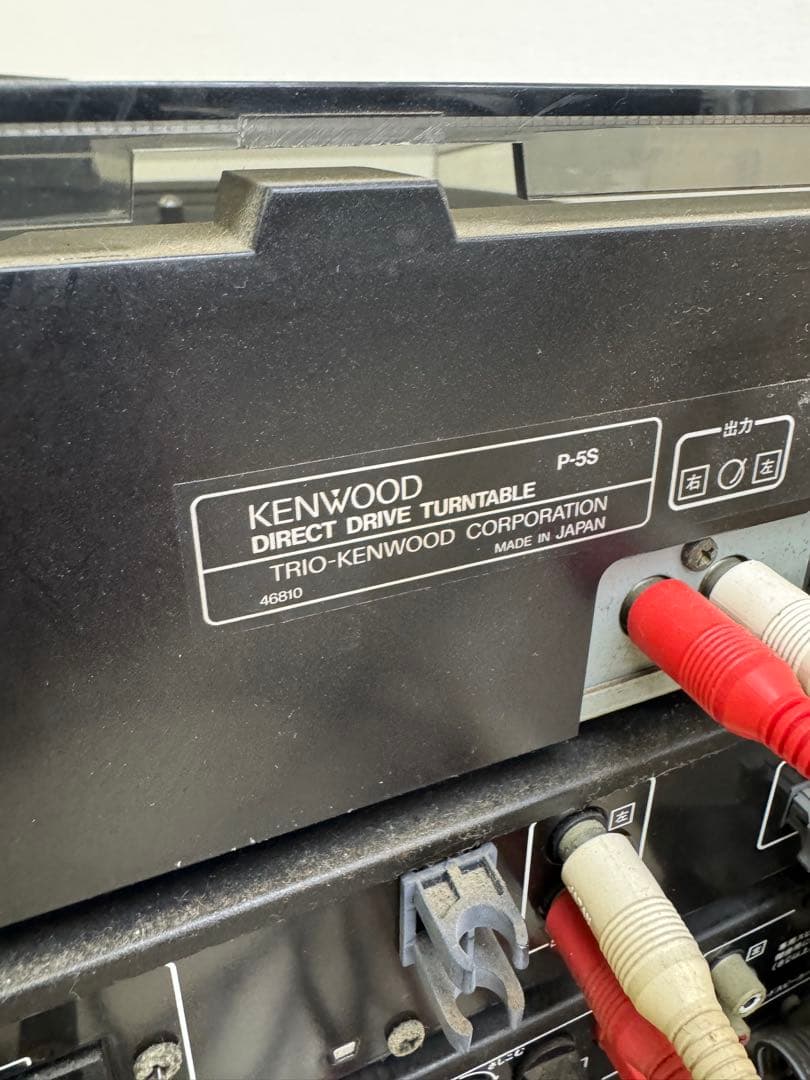 KENWOOD P-5S
DIRECT DRIVE TURNTABLE
TRIO-KENWOOD CORPORATION
MADE IN JAPAN
46810
出力
右 左
左